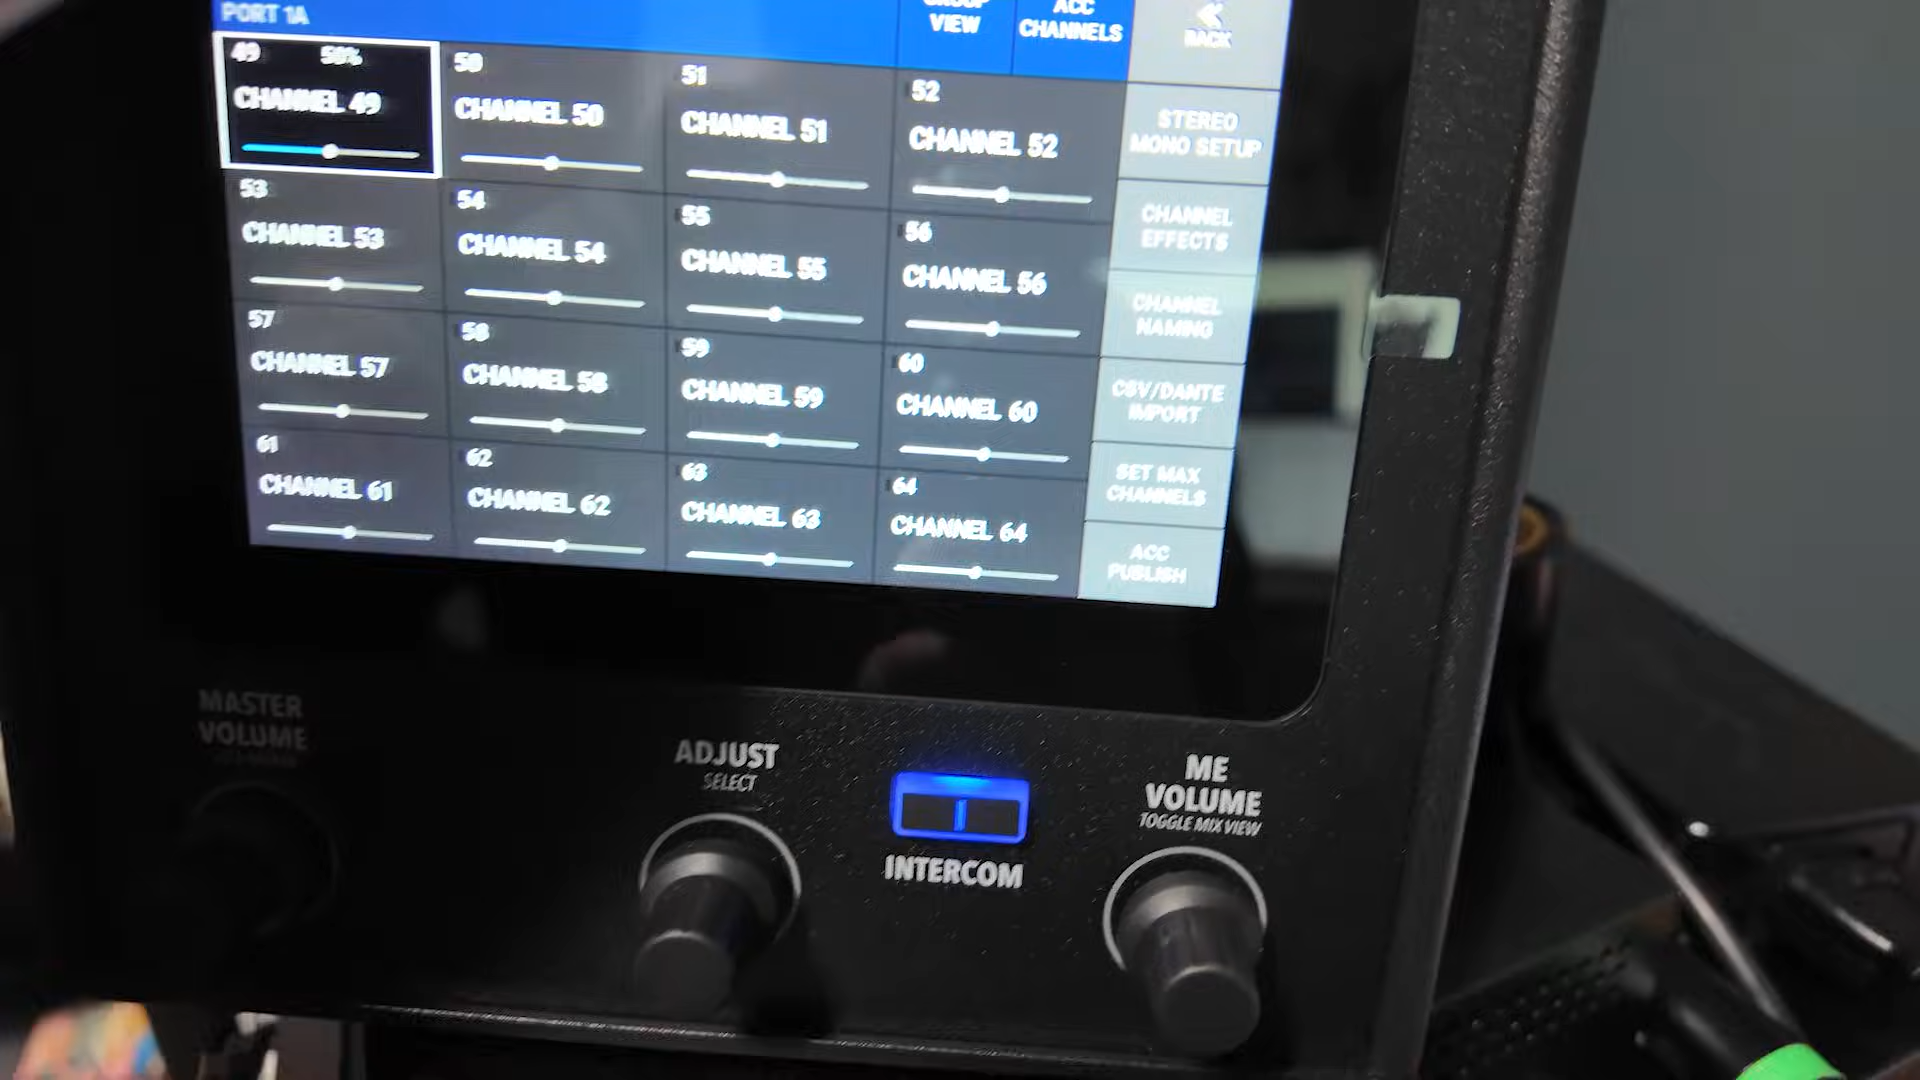 PORT 1A
GROUP
VIEW
ACC
CHANNELS
BACK
49 50%
CHANNEL 49
50
CHANNEL 50
51
CHANNEL 51
52
CHANNEL 52
STEREO
MONO SETUP
53
CHANNEL 53
54
CHANNEL 54
55
CHANNEL 55
56
CHANNEL 56
CHANNEL
EFFECTS
CHANNEL
NAMING
57
CHANNEL 57
58
CHANNEL 58
59
CHANNEL 59
60
CHANNEL 60
CSV/DANTE
IMPORT
61
CHANNEL 61
62
CHANNEL 62
63
CHANNEL 63
64
CHANNEL 64
SET MAX
CHANNELS
ACC
PUBLISH
MASTER
VOLUME
ADJUST
SELECT
INTERCOM
ME
VOLUME
TOGGLE MIX VIEW